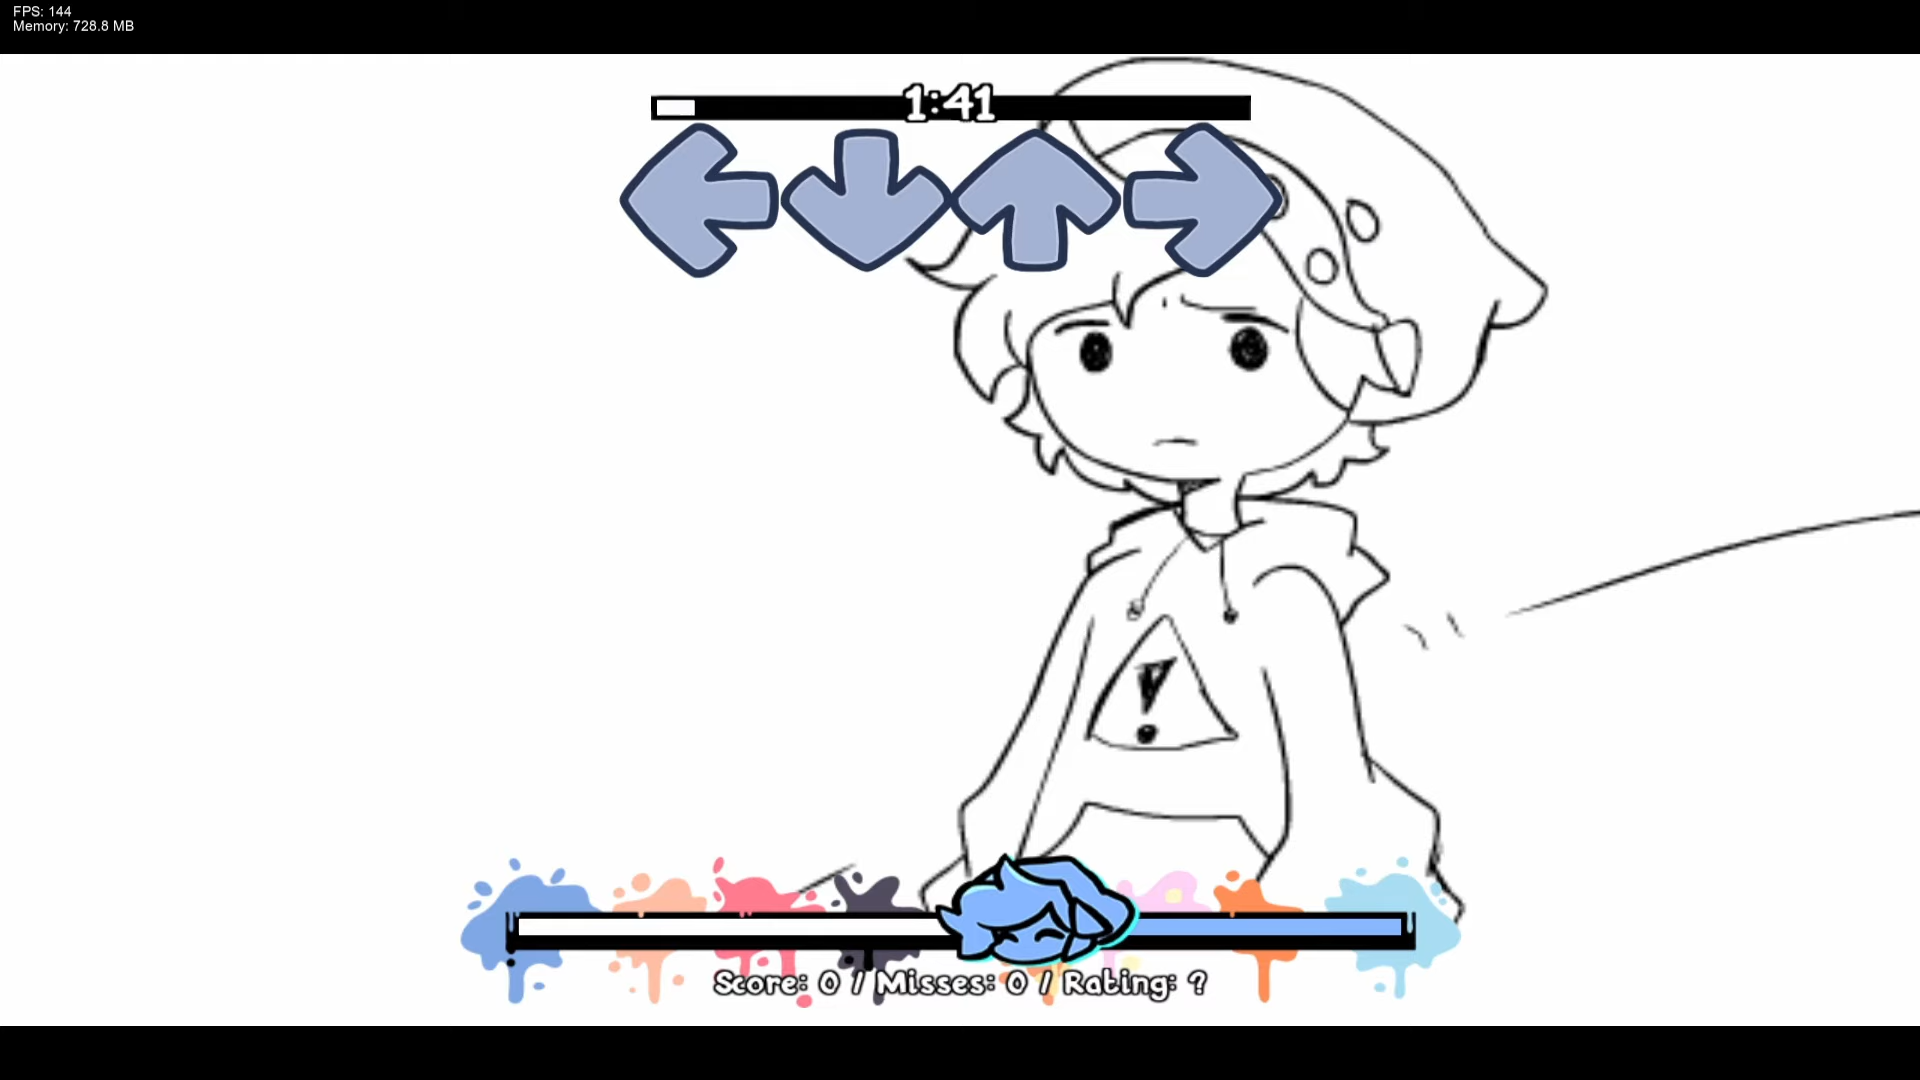 FPS: 144
Memory: 728.8 MB
1:41
!
Score: 0 / Misses: 0 / Rating: ?